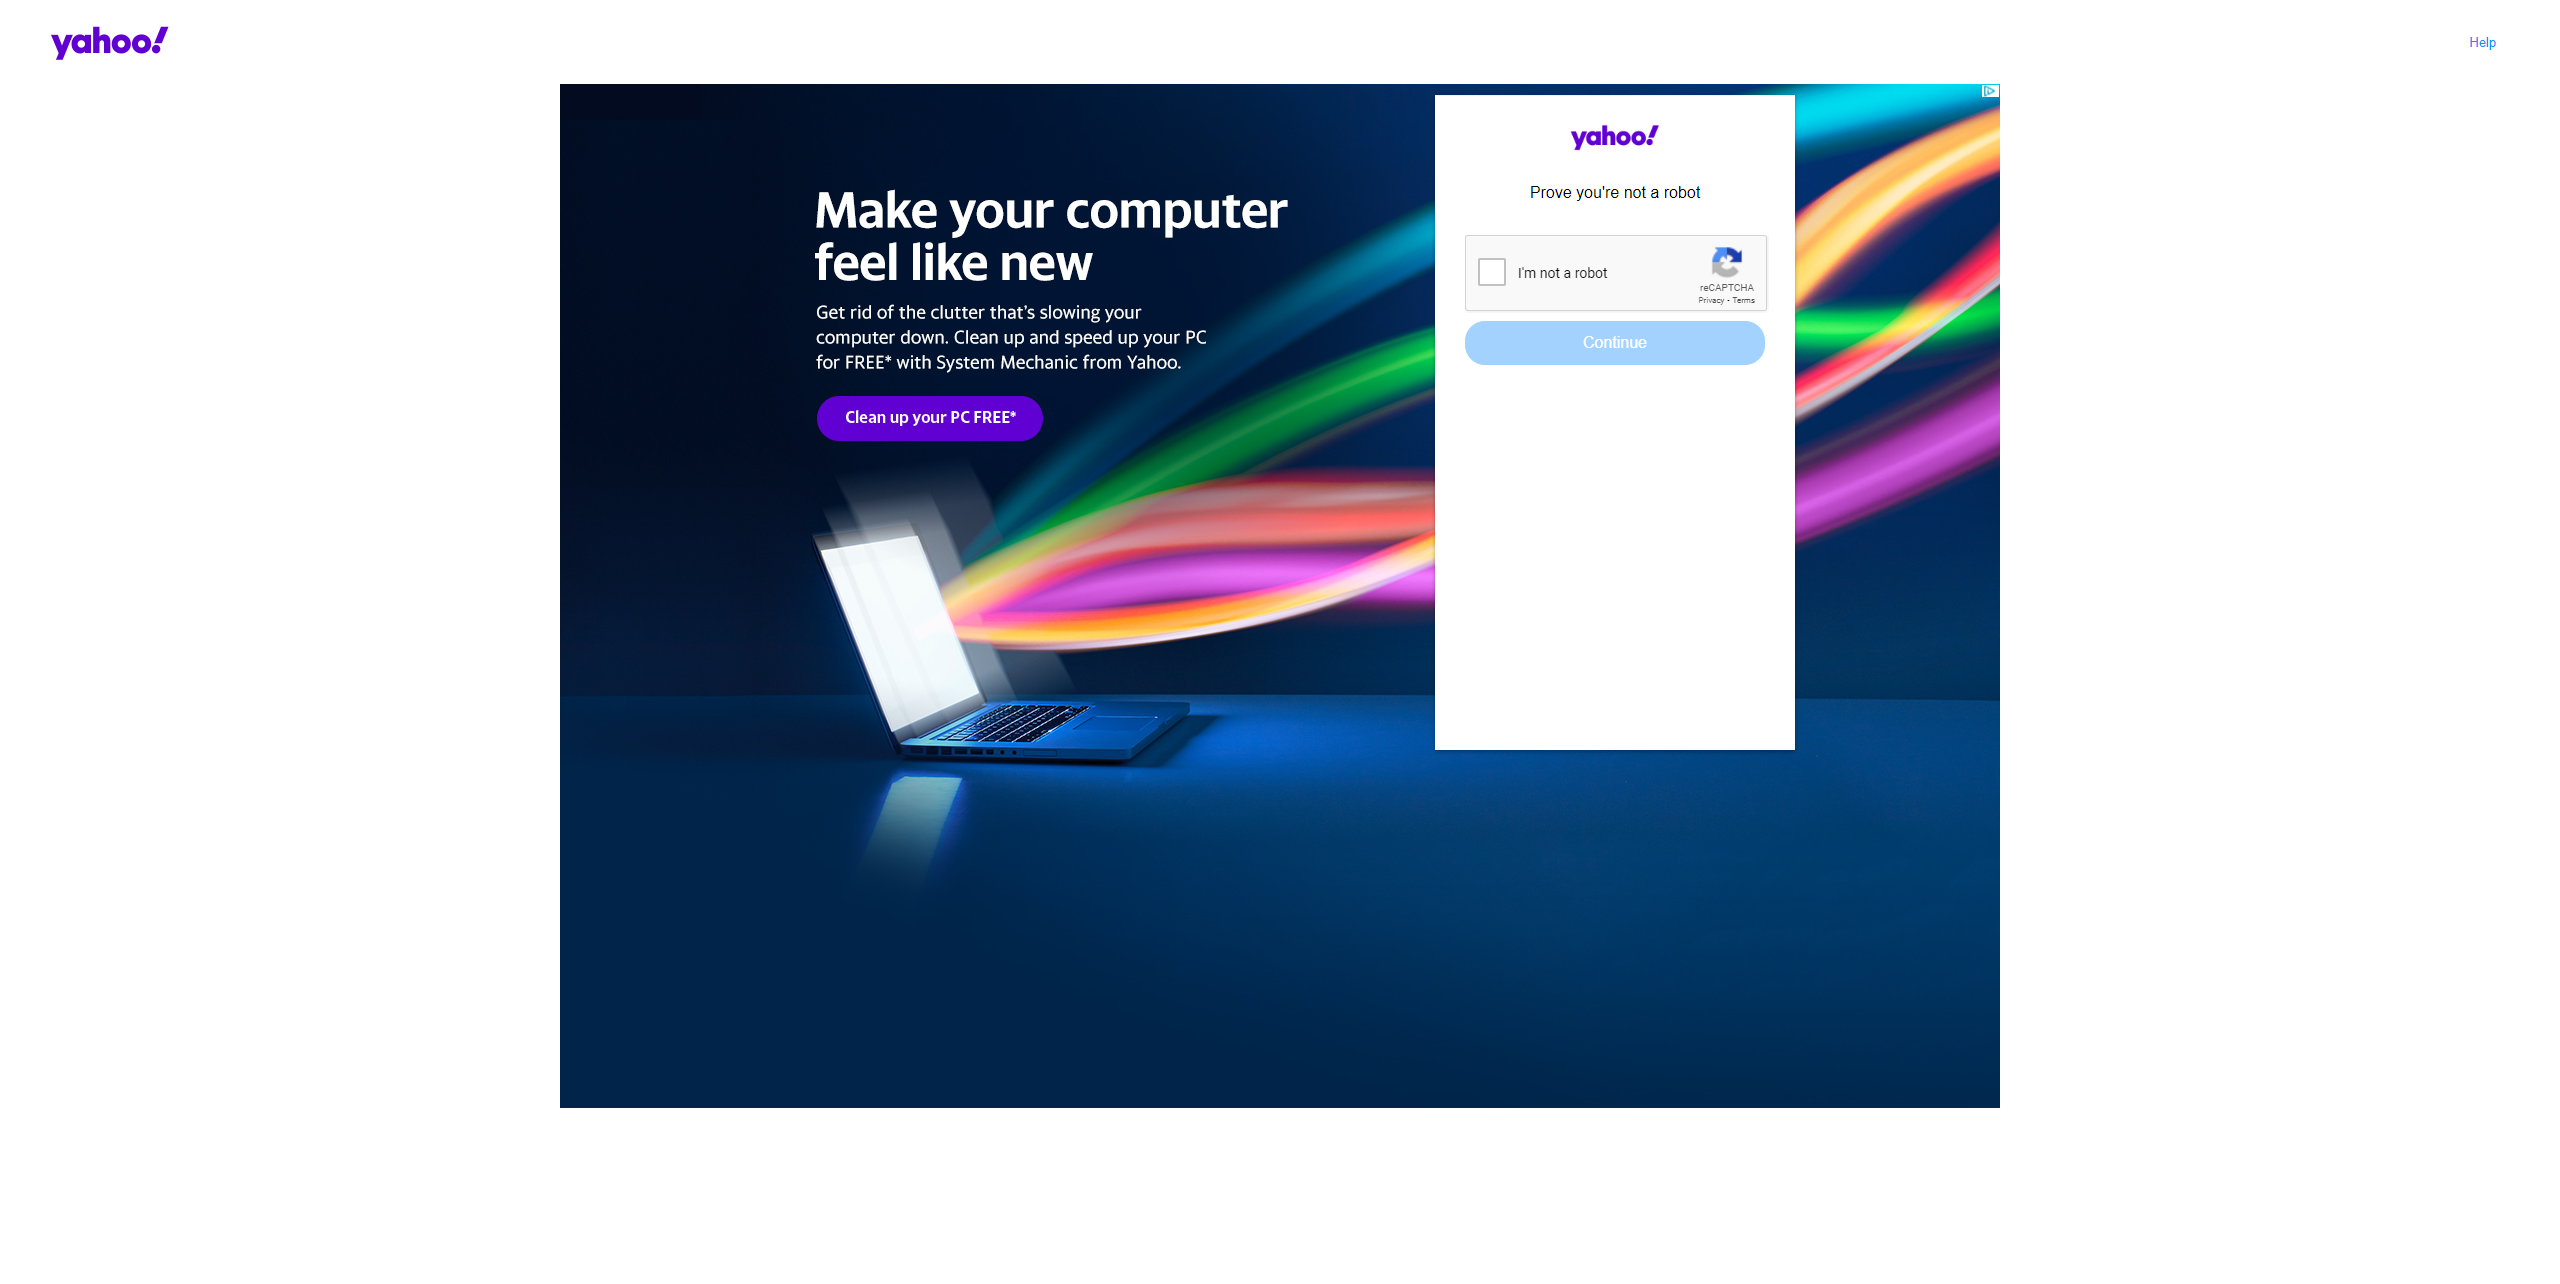 yahoo!
Help
Make your computer
feel like new
Get rid of the clutter that’s slowing your
computer down. Clean up and speed up your PC
for FREE* with System Mechanic from Yahoo.
Clean up your PC FREE*
yahoo!
Prove you're not a robot
I'm not a robot
reCAPTCHA
Privacy - Terms
Continue